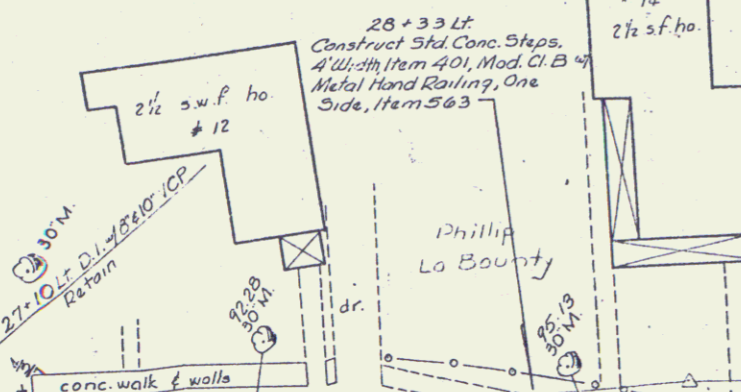 28+33 Lt.
Construct Std. Conc. Steps,
4' Width, Item 401, Mod. Cl. B w/
Metal Hand Railing, One
Side, Item 563
14
2½ s.f. ho.
2½ s.w.f. ho.
# 12
30" M.
27+10 Lt. D.I. w/8"&10" ICP
Retain
Phillip
La Bounty
dr.
92.28
30" M.
95.13
30" M.
conc. walk & walls